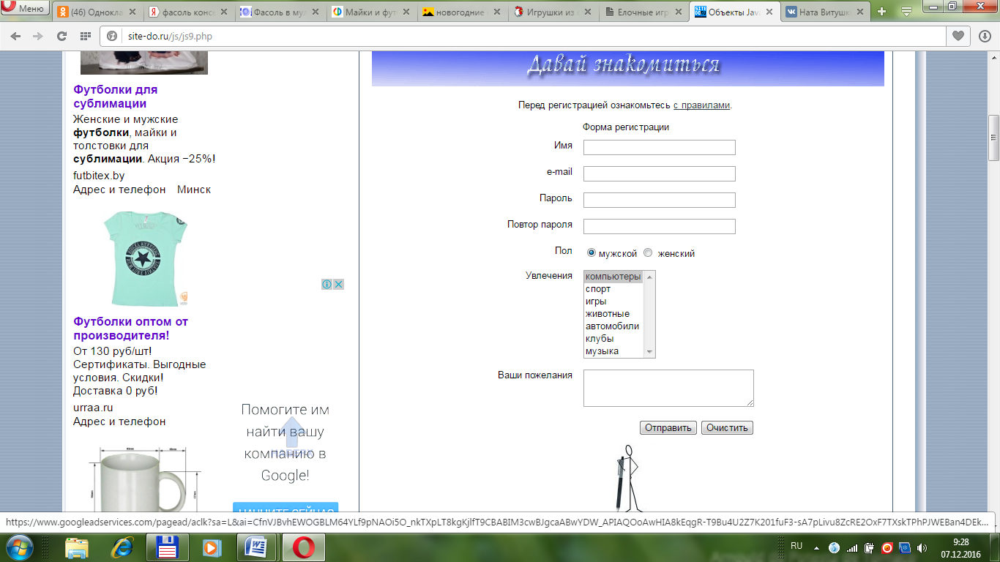 Меню
(46) Однокла
фасоль консе
Фасоль в му
Майки и фут
новогодние
Игрушки из
Елочные игр
Объекты Java
Ната Витушк
site-do.ru/js/js9.php
Футболки для
сублимации
Женские и мужские
футболки, майки и
толстовки для
сублимации. Акция −25%!
futbitex.by
Адрес и телефон Минск
Футболки оптом от
производителя!
От 130 руб/шт!
Сертификаты. Выгодные
условия. Скидки!
Доставка 0 руб!
urraa.ru
Адрес и телефон
Помогите им
найти вашу
НАВЕРХ
компанию в
Google!
НАЧНИТЕ СЕЙЧАС
Давай знакомиться
Перед регистрацией ознакомьтесь с правилами.
Форма регистрации
Имя
e-mail
Пароль
Повтор пароля
Пол мужской женский
Увлечения
компьютеры
спорт
игры
животные
автомобили
клубы
музыка
Ваши пожелания
Отправить Очистить
https://www.googleadservices.com/pagead/aclk?sa=L&ai=CfnVJBvhEWOGBLM64YLf9pNAOi5O_nkTXpLT8kgKjlfT9CBABIM3cwBJgcaABwYDW_APIAQOoAwHIA8kEqgR-T9Bu4U2Z7K201fuF3-sA7pLivu8ZcRE2OxF7TXskTPhPJWEBan4DEk...
RU
9:28
07.12.2016